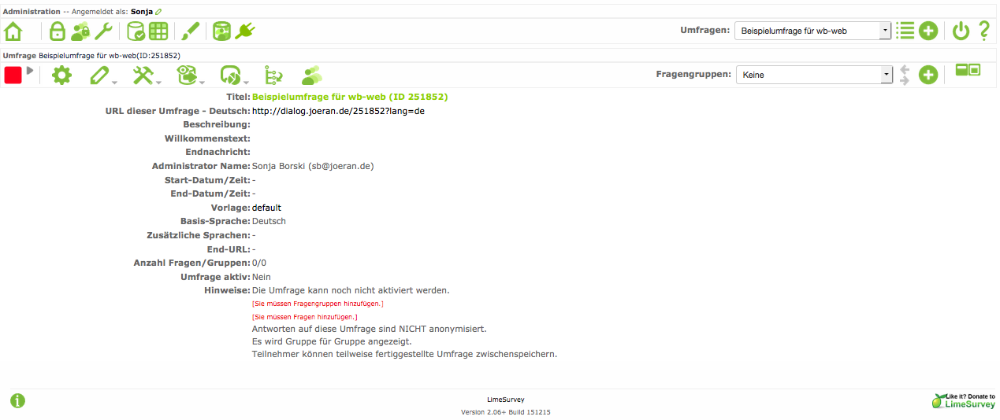 Administration -- Angemeldet als: Sonja
Umfragen: Beispielumfrage für wb-web
Umfrage Beispielumfrage für wb-web(ID:251852)
Fragengruppen: Keine
Titel: Beispielumfrage für wb-web (ID 251852)
URL dieser Umfrage - Deutsch: http://dialog.joeran.de/251852?lang=de
Beschreibung:
Willkommenstext:
Endnachricht:
Administrator Name: Sonja Borski (sb@joeran.de)
Start-Datum/Zeit: -
End-Datum/Zeit: -
Vorlage: default
Basis-Sprache: Deutsch
Zusätzliche Sprachen: -
End-URL: -
Anzahl Fragen/Gruppen: 0/0
Umfrage aktiv: Nein
Hinweise: Die Umfrage kann noch nicht aktiviert werden.
[Sie müssen Fragengruppen hinzufügen.]
[Sie müssen Fragen hinzufügen.]
Antworten auf diese Umfrage sind NICHT anonymisiert.
Es wird Gruppe für Gruppe angezeigt.
Teilnehmer können teilweise fertiggestellte Umfrage zwischenspeichern.
LimeSurvey
Version 2.06+ Build 151215
Like it? Donate to
LimeSurvey